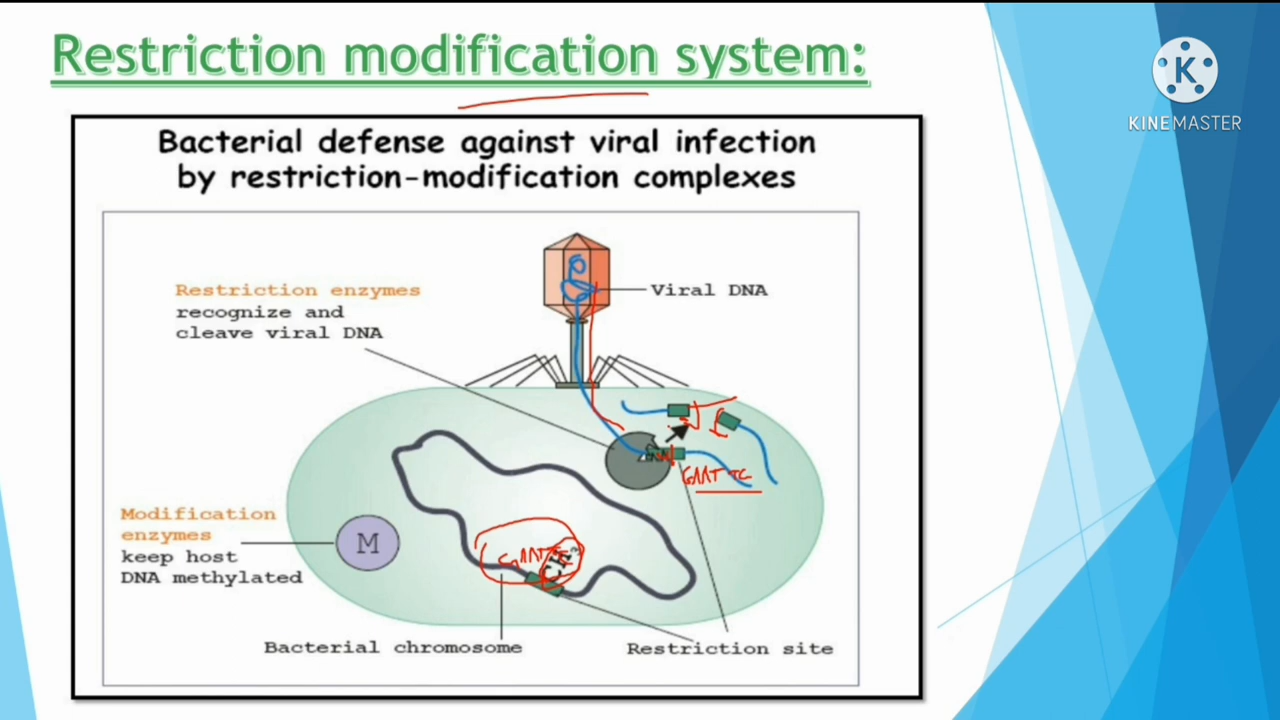 Restriction modification system:
KINEMASTER
Bacterial defense against viral infection
by restriction-modification complexes
Restriction enzymes
recognize and
cleave viral DNA
Viral DNA
GAATTC
Modification
enzymes
keep host
DNA methylated
M
GAATTC
Bacterial chromosome
Restriction site